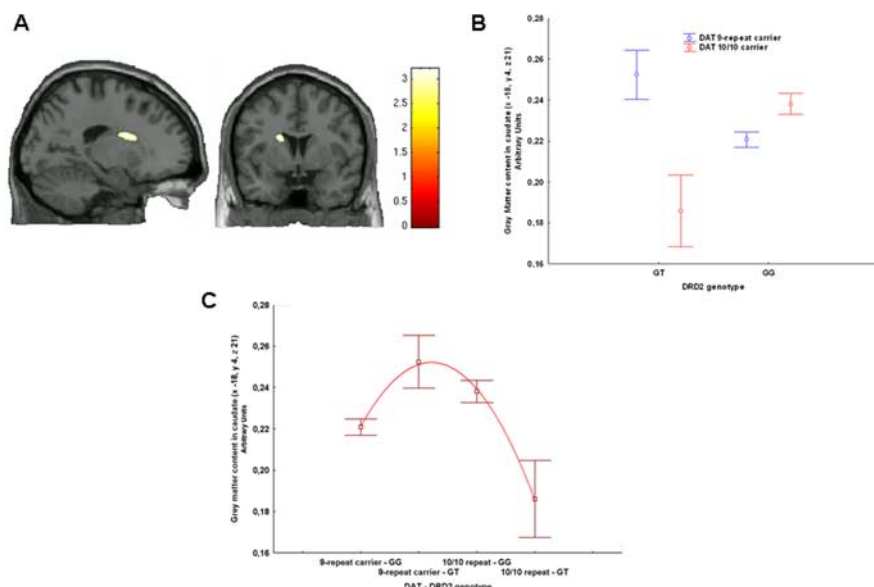 A
3
2.5
2
1.5
1
0.5
0
B
DAT 9-repeat carrier
DAT 10/10 carrier
Gray Matter content in caudate (x -18, y 4, z 21)
Arbitrary Units
0,28
0,26
0,24
0,22
0,20
0,18
0,16
GT
GG
DRD2 genotype
C
Grey matter content in caudate (x -18, y 4, z 21)
Arbitrary Units
0,28
0,26
0,24
0,22
0,20
0,18
0,16
9-repeat carrier - GG
10/10 repeat - GG
9-repeat carrier - GT
10/10 repeat - GT
DAT - DRD2 genotype